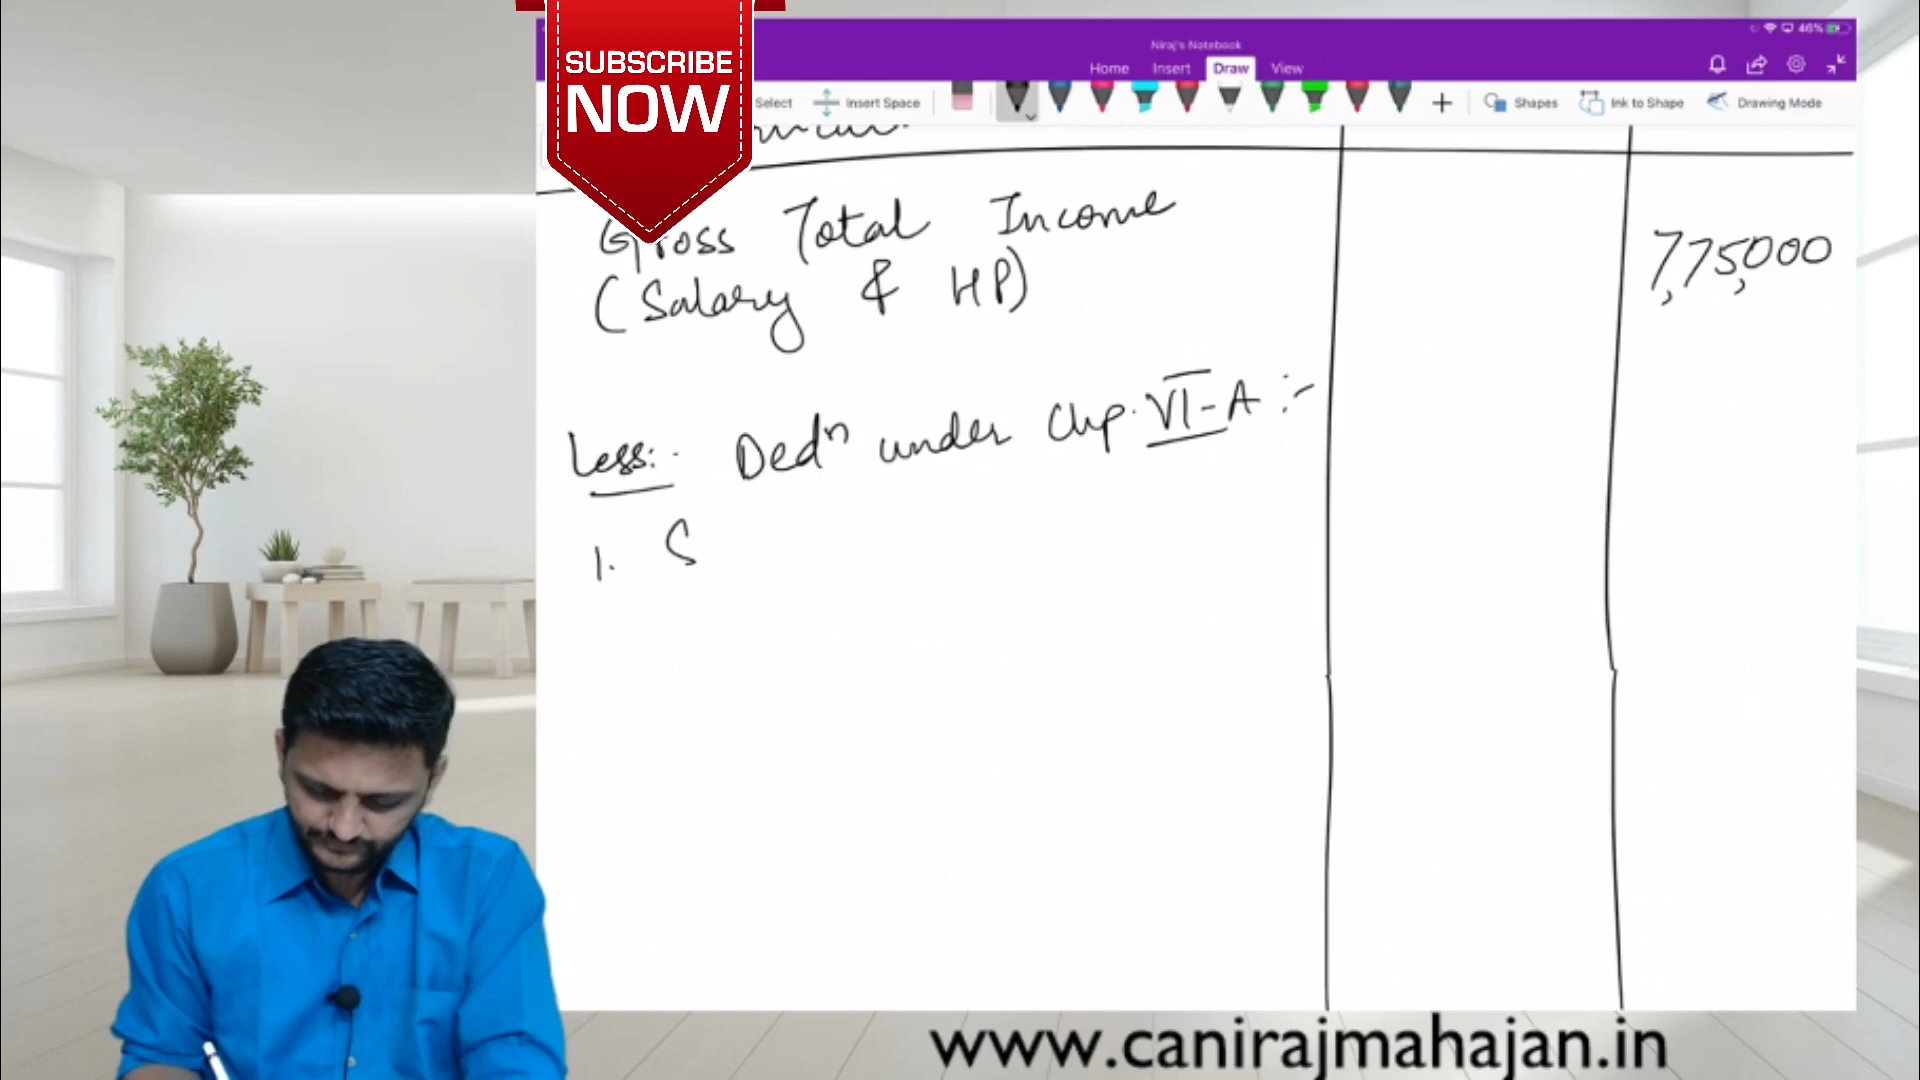 SUBSCRIBE
NOW
46%
Niraj's Notebook
Home Insert Draw View
Select Insert Space Shapes Ink to Shape Drawing Mode
Gross Total Income
(Salary & HP)
7,75,000
Less:- Dedⁿ under Chp. VI-A :-
1. S
www.canirajmahajan.in